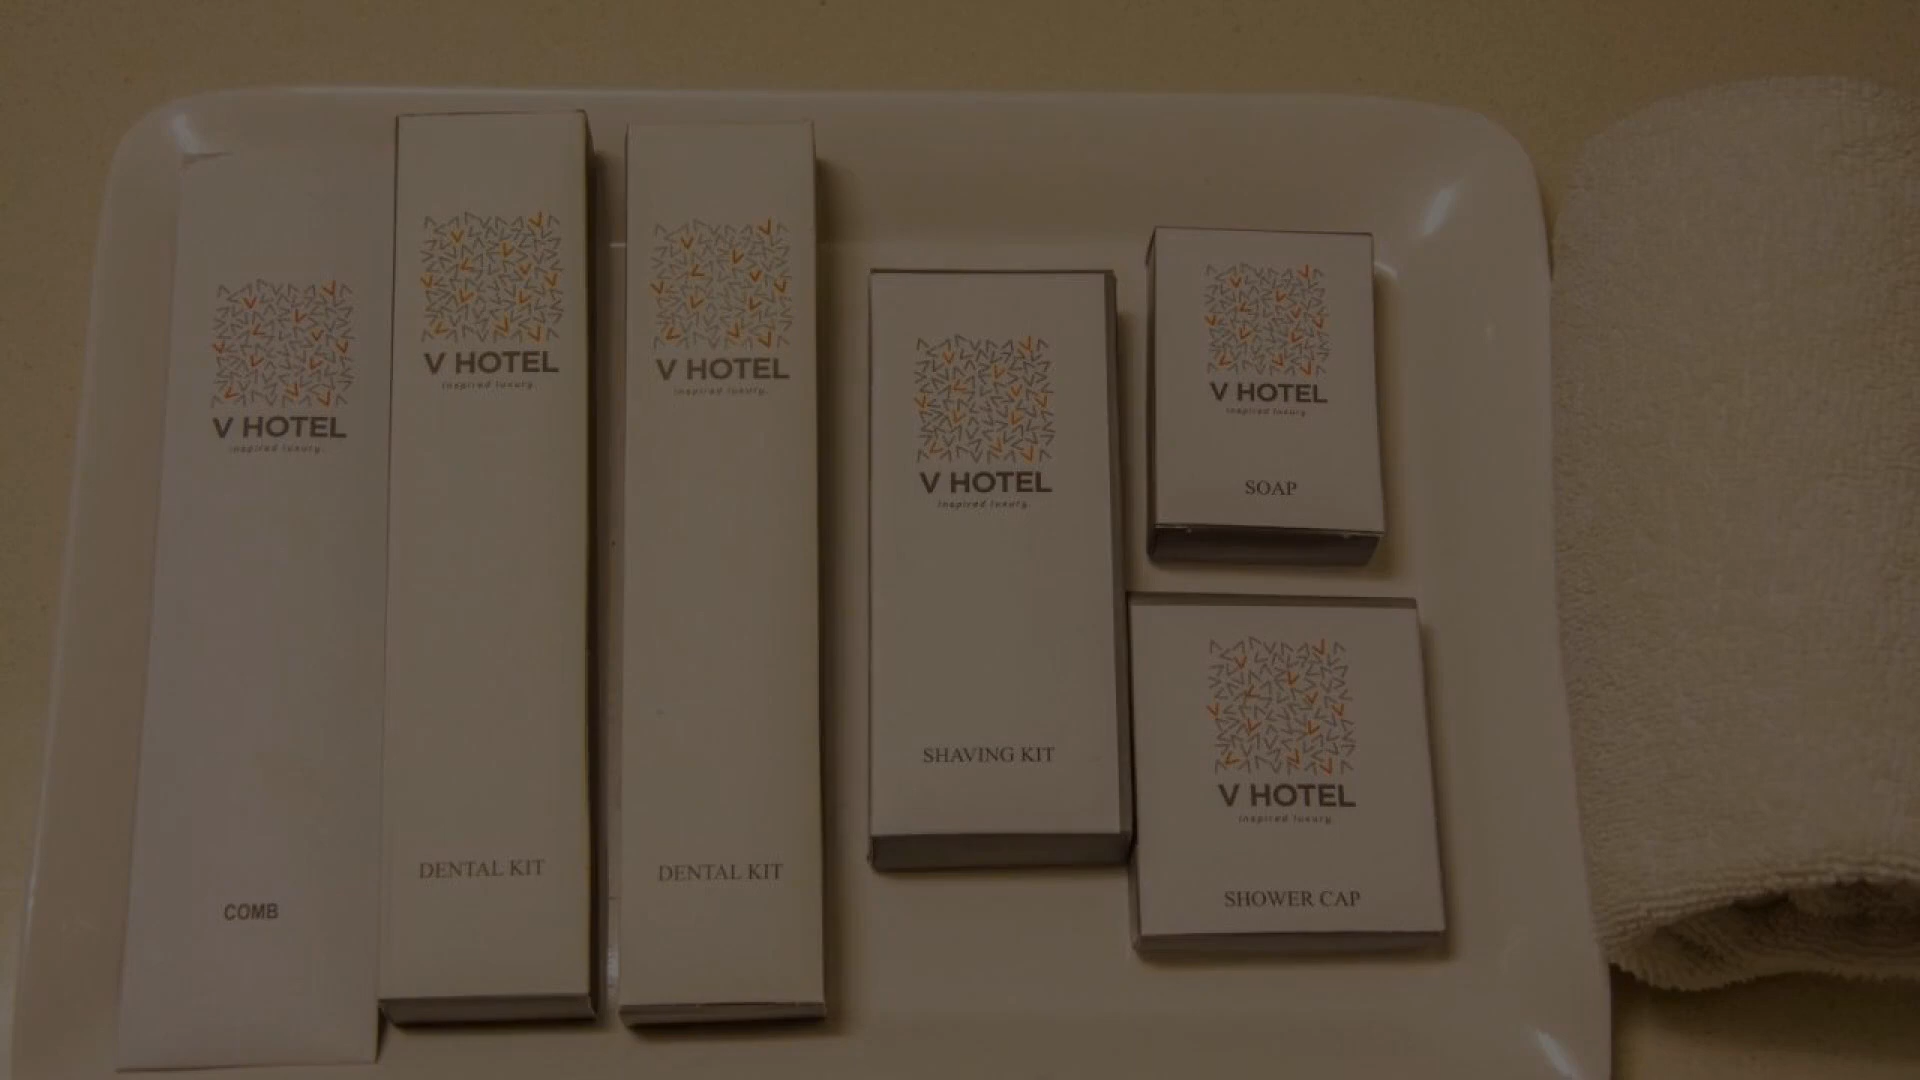 V HOTEL
inspired luxury.
COMB
V HOTEL
inspired luxury.
DENTAL KIT
V HOTEL
inspired luxury.
DENTAL KIT
V HOTEL
inspired luxury.
SHAVING KIT
V HOTEL
inspired luxury.
SOAP
V HOTEL
inspired luxury.
SHOWER CAP